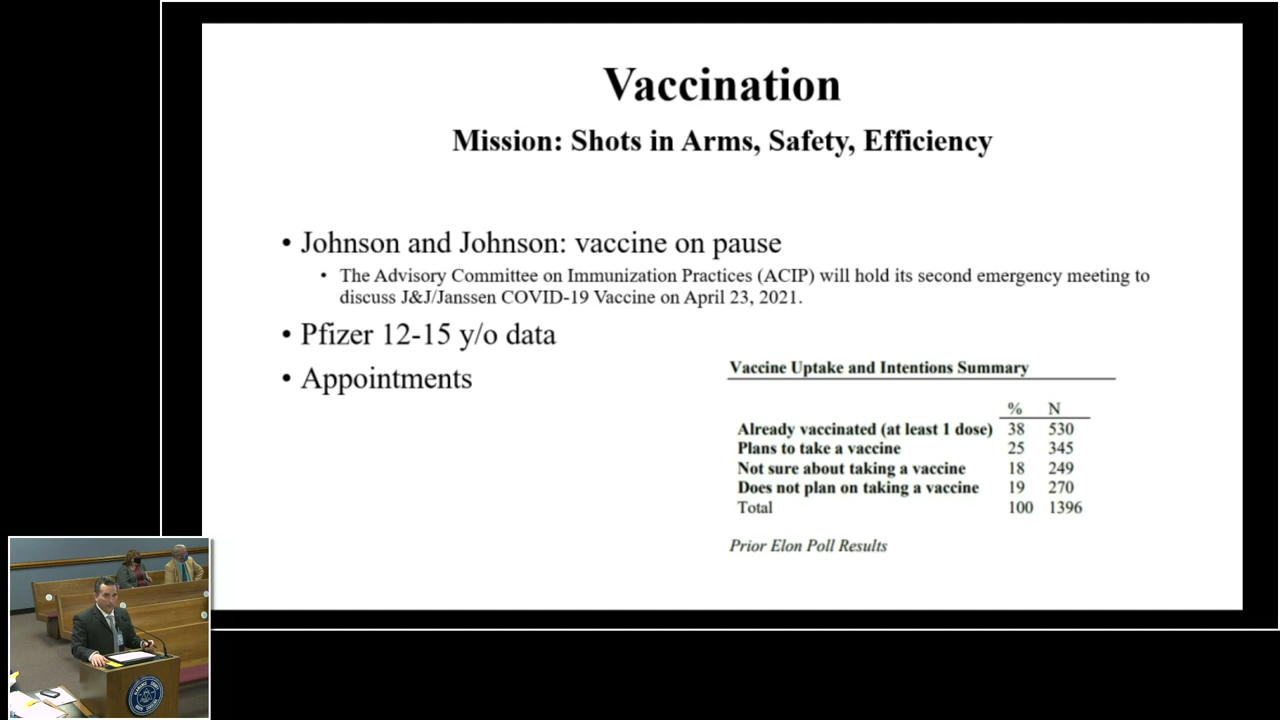 Vaccination
Mission: Shots in Arms, Safety, Efficiency
• Johnson and Johnson: vaccine on pause
• The Advisory Committee on Immunization Practices (ACIP) will hold its second emergency meeting to
discuss J&J/Janssen COVID-19 Vaccine on April 23, 2021.
• Pfizer 12-15 y/o data
• Appointments
Vaccine Uptake and Intentions Summary
% N
Already vaccinated (at least 1 dose) 38 530
Plans to take a vaccine 25 345
Not sure about taking a vaccine 18 249
Does not plan on taking a vaccine 19 270
Total 100 1396
Prior Elon Poll Results